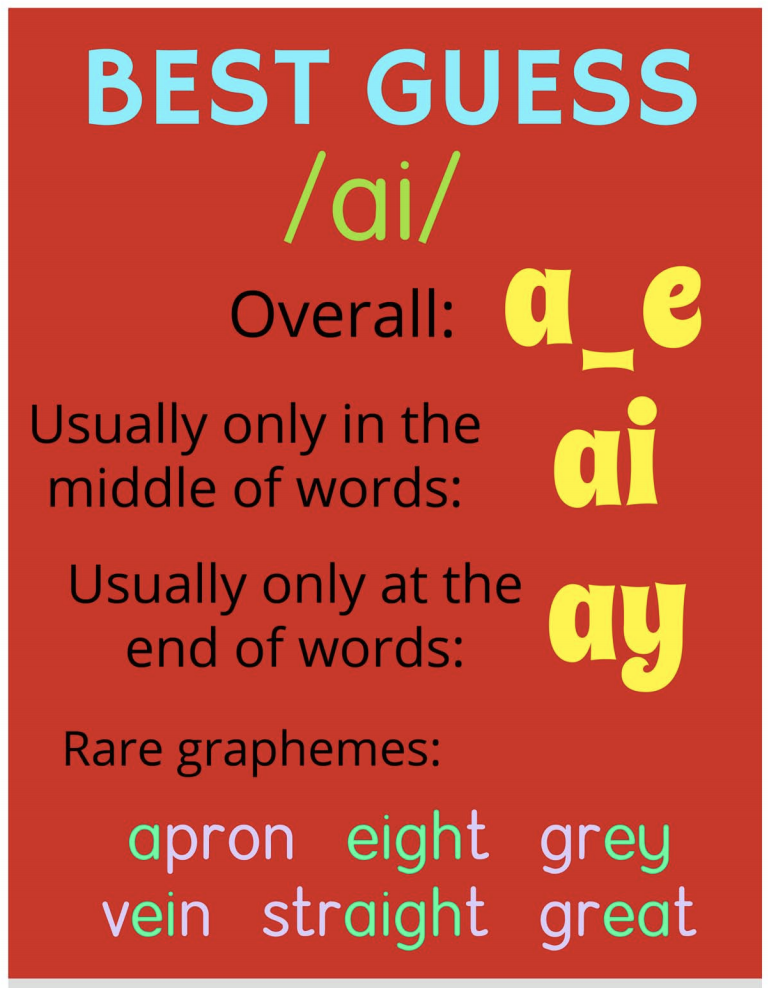 BEST GUESS
/ai/
Overall: a_e
Usually only in the
middle of words: ai
Usually only at the
end of words: ay
Rare graphemes:
apron eight grey
vein straight great